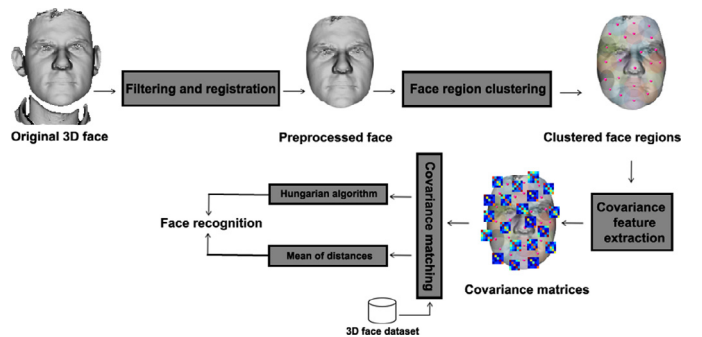 Filtering and registration
Face region clustering
Original 3D face
Preprocessed face
Clustered face regions
Covariance
feature
extraction
Covariance matrices
Covariance matching
Hungarian algorithm
Mean of distances
Face recognition
3D face dataset